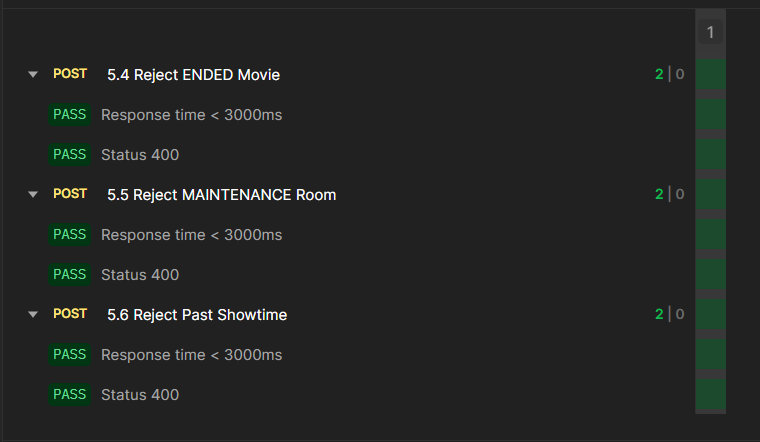 1
POST 5.4 Reject ENDED Movie 2 | 0
PASS Response time < 3000ms
PASS Status 400
POST 5.5 Reject MAINTENANCE Room 2 | 0
PASS Response time < 3000ms
PASS Status 400
POST 5.6 Reject Past Showtime 2 | 0
PASS Response time < 3000ms
PASS Status 400